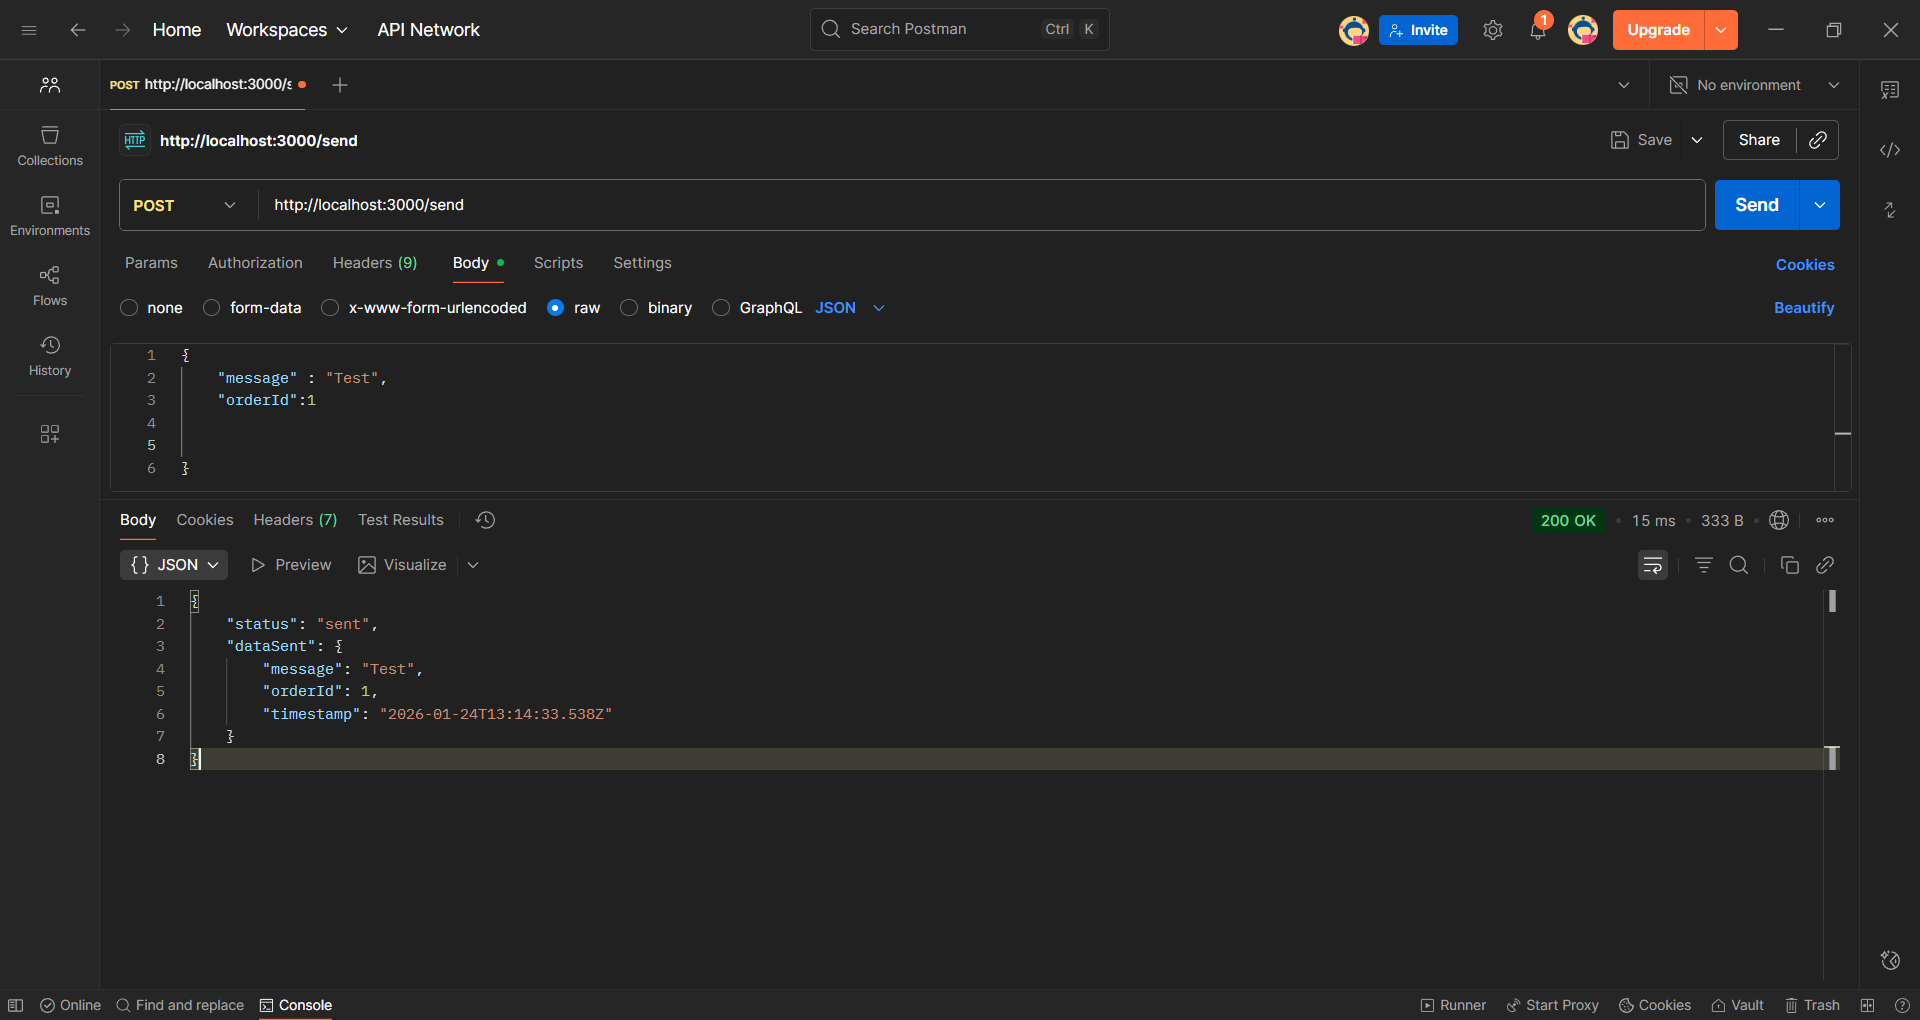 Home Workspaces API Network Search Postman Ctrl K Invite 1 Upgrade
POST http://localhost:3000/s No environment
HTTP http://localhost:3000/send Save Share
Collections
POST http://localhost:3000/send Send
Environments
Params Authorization Headers (9) Body Scripts Settings Cookies
Flows
none form-data x-www-form-urlencoded raw binary GraphQL JSON Beautify
History
1 {
2 "message" : "Test",
3 "orderId":1
4
5
6 }
Body Cookies Headers (7) Test Results 200 OK 15 ms 333 B
{} JSON Preview Visualize
1 {
2 "status": "sent",
3 "dataSent": {
4 "message": "Test",
5 "orderId": 1,
6 "timestamp": "2026-01-24T13:14:33.538Z"
7 }
8 }
Online Find and replace Console Runner Start Proxy Cookies Vault Trash